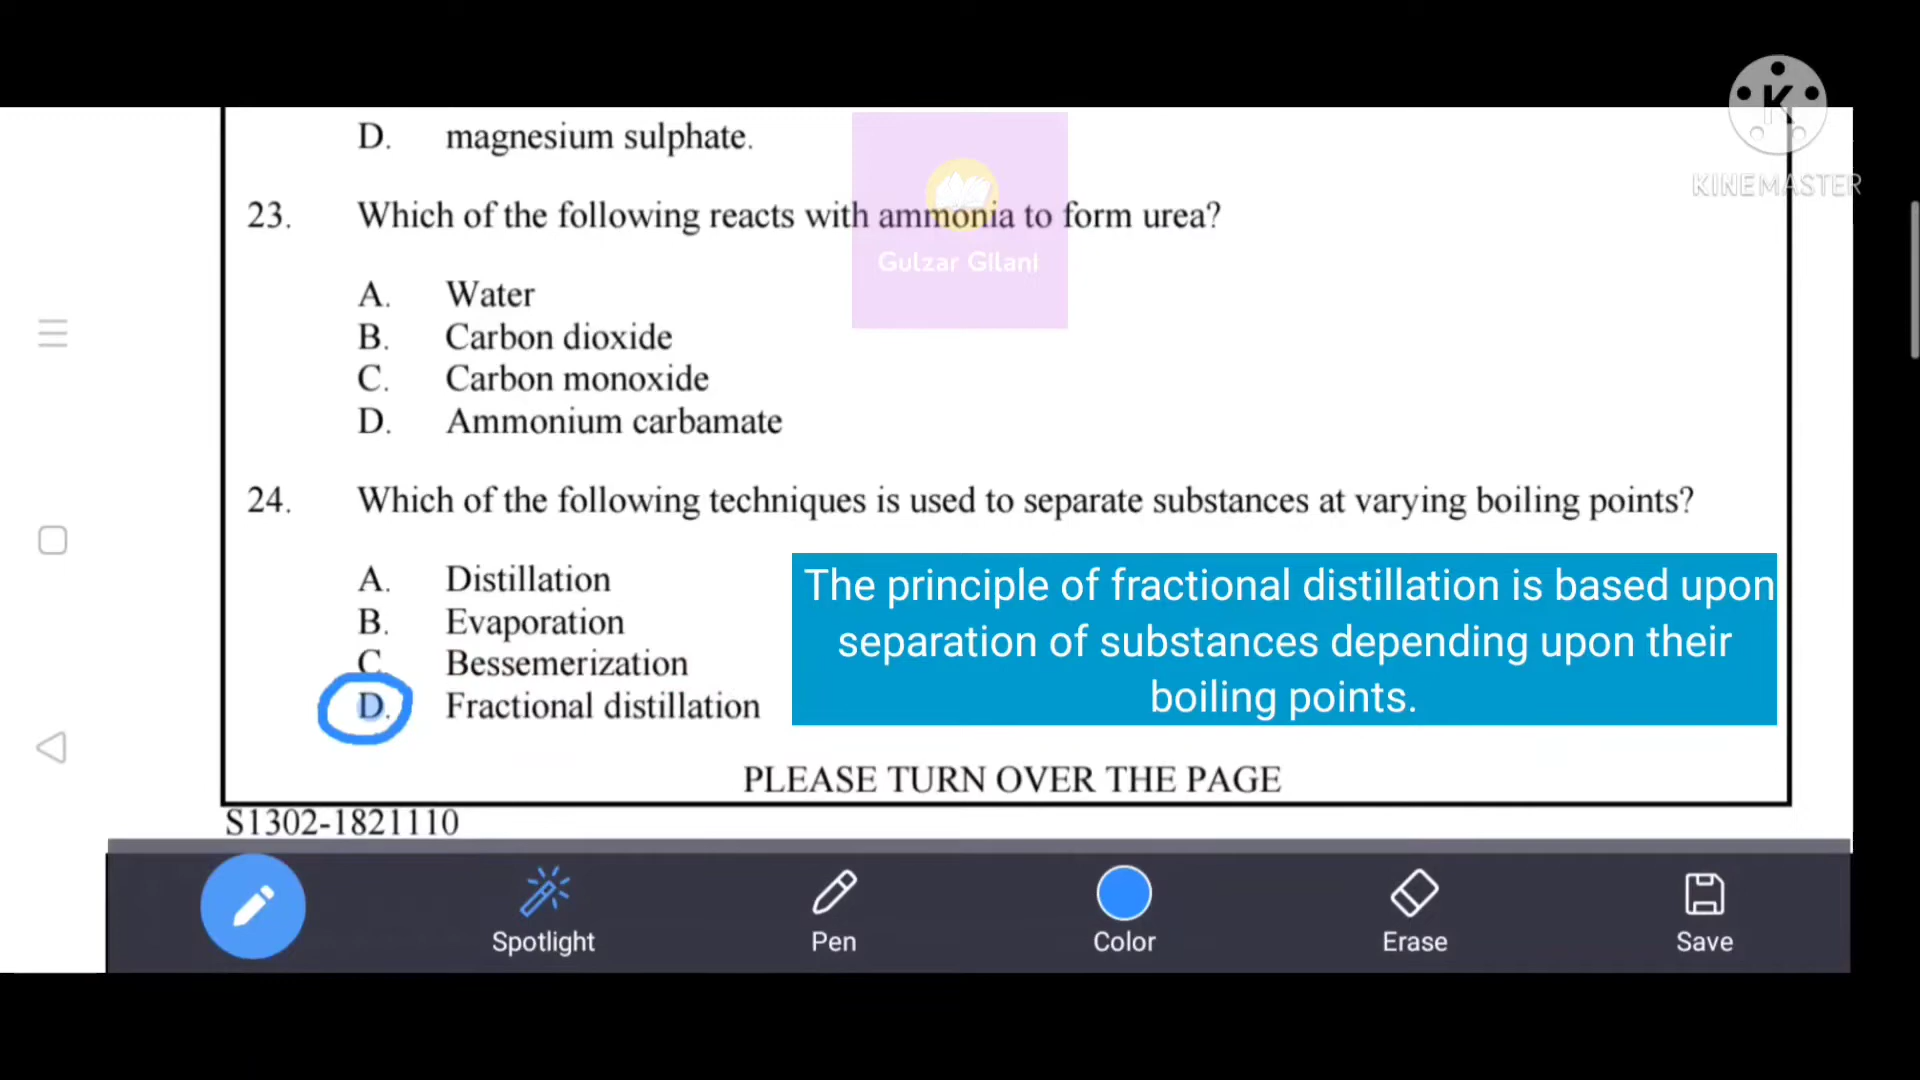 D. magnesium sulphate.
KINEMASTER
23. Which of the following reacts with ammonia to form urea?
Gulzar GIlanI
A. Water
B. Carbon dioxide
C. Carbon monoxide
D. Ammonium carbamate
24. Which of the following techniques is used to separate substances at varying boiling points?
A. Distillation
B. Evaporation
C. Bessemerization
D. Fractional distillation
The principle of fractional distillation is based upon
separation of substances depending upon their
boiling points.
PLEASE TURN OVER THE PAGE
S1302-1821110
Spotlight
Pen
Color
Erase
Save